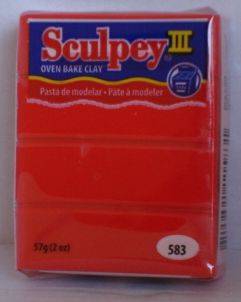 Sculpey III
OVEN BAKE CLAY
Pasta de modelar • Pâte à modeler
57g (2 oz)
583